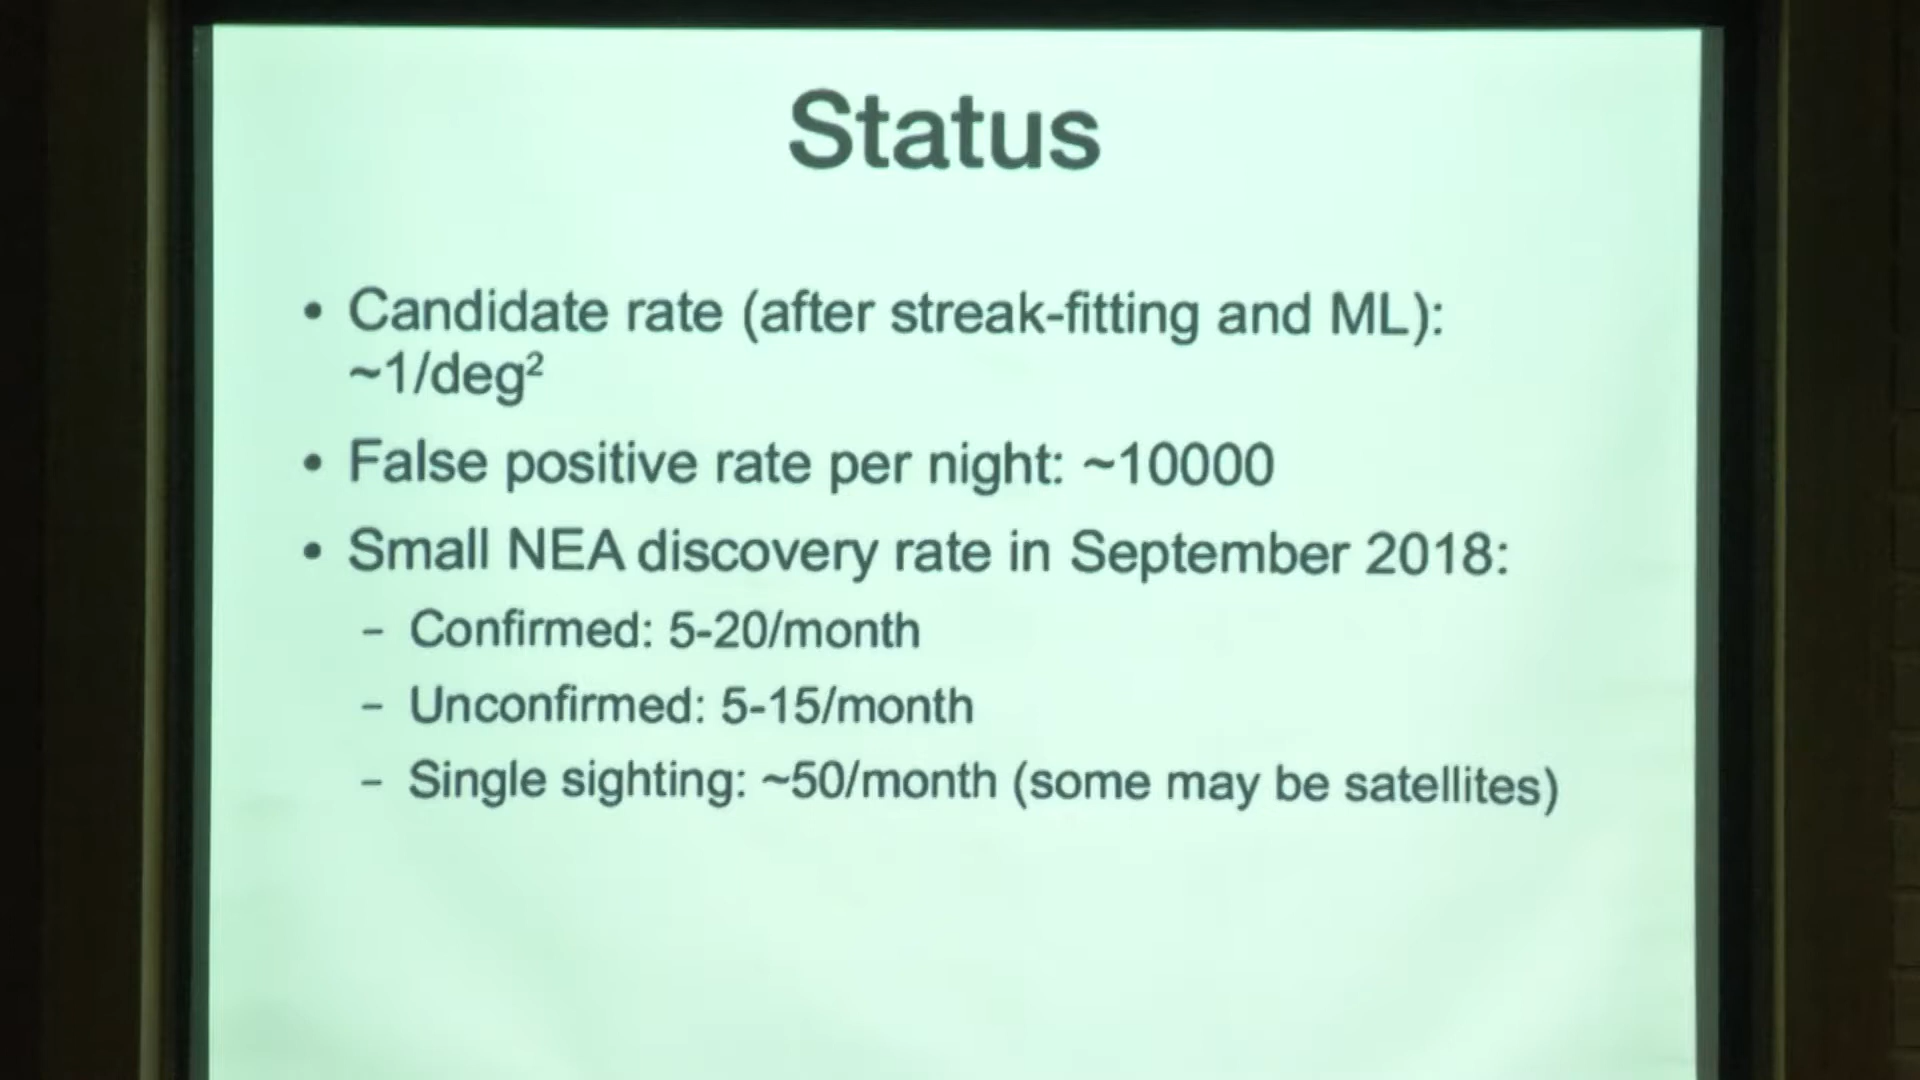 Status
• Candidate rate (after streak-fitting and ML):
~1/deg²
• False positive rate per night: ~10000
• Small NEA discovery rate in September 2018:
– Confirmed: 5-20/month
– Unconfirmed: 5-15/month
– Single sighting: ~50/month (some may be satellites)